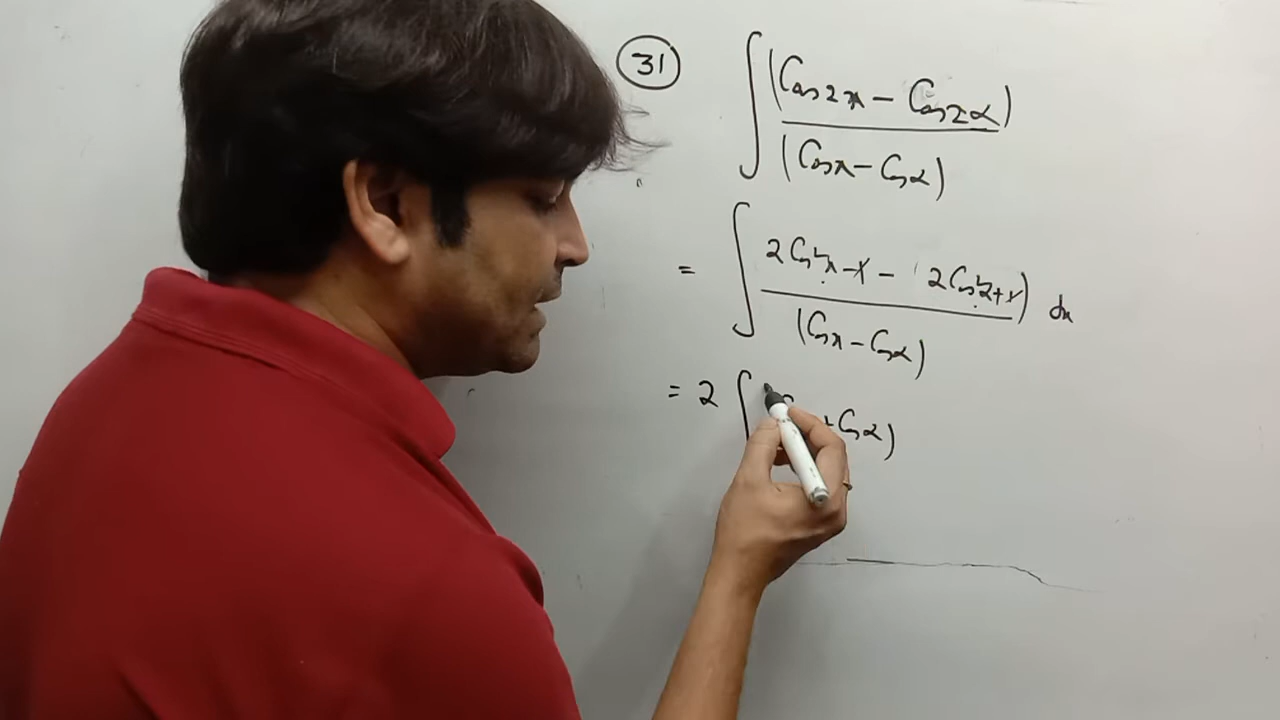 31
∫ (Cos2x - Cos2α)
(Cosx - Cosα)
= ∫ 2Cos²x - 1 - (2Cos²α + 1) dx
(Cosx - Cosα)
= 2 ∫ + Cosα)